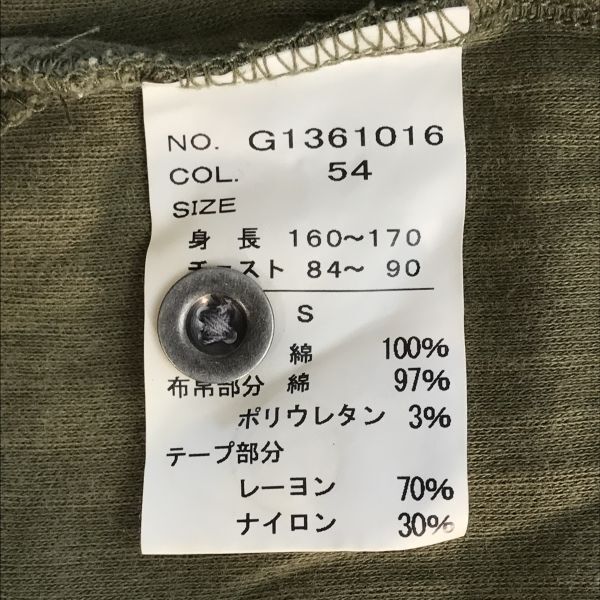 NO. G1361016
COL. 54
SIZE
身 長 160〜170
チェスト 84〜 90
S
綿 100%
布帛部分 綿 97%
ポリウレタン 3%
テープ部分
レーヨン 70%
ナイロン 30%